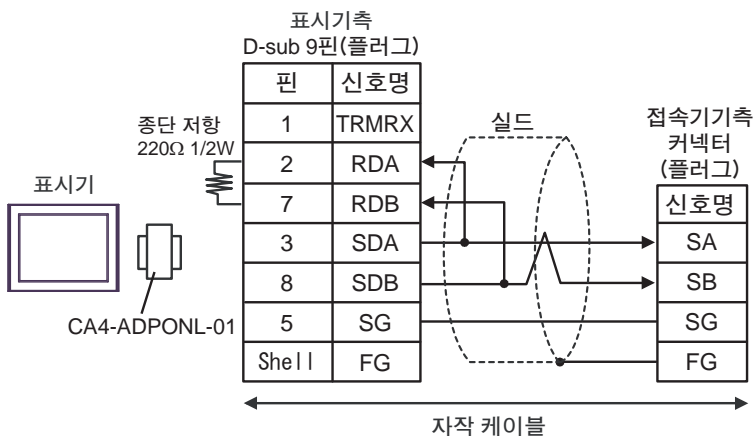 표시기측
D-sub 9핀(플러그)
핀 신호명
1 TRMRX
2 RDA
7 RDB
3 SDA
8 SDB
5 SG
Shell FG
종단 저항
220Ω 1/2W
표시기
CA4-ADPONL-01
실드
접속기기측
커넥터
(플러그)
신호명
SA
SB
SG
FG
자작 케이블